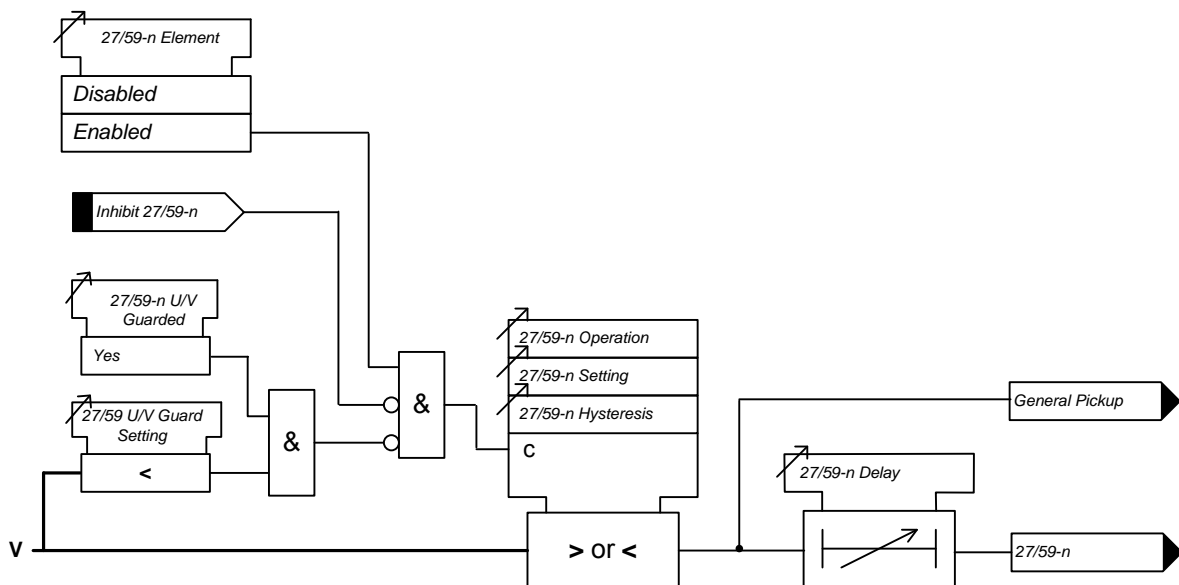 27/59-n Element
Disabled
Enabled
Inhibit 27/59-n
27/59-n U/V
Guarded
Yes
27/59 U/V Guard
Setting
<
&
&
27/59-n Operation
27/59-n Setting
27/59-n Hysteresis
c
General Pickup
27/59-n Delay
V
> or <
27/59-n